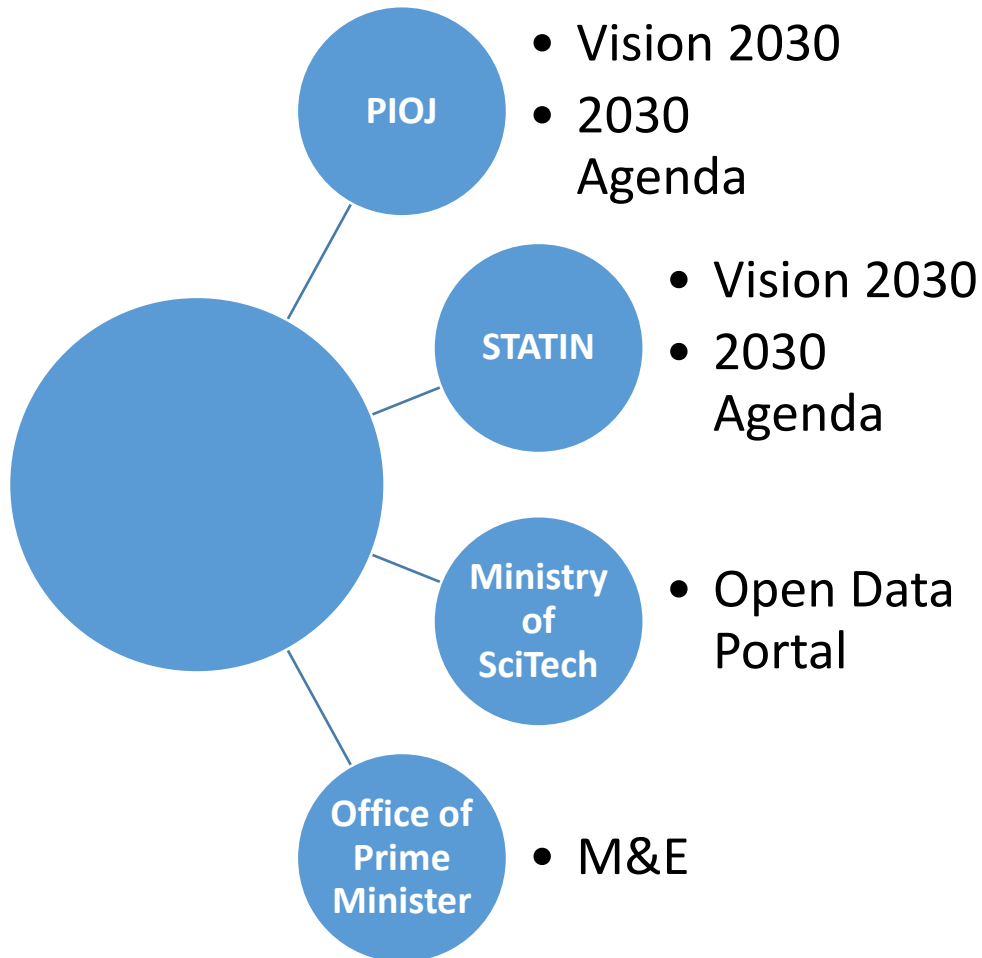 PIOJ
• Vision 2030
• 2030
Agenda
STATIN
• Vision 2030
• 2030
Agenda
Ministry
of
SciTech
• Open Data
Portal
Office of
Prime
Minister
• M&E